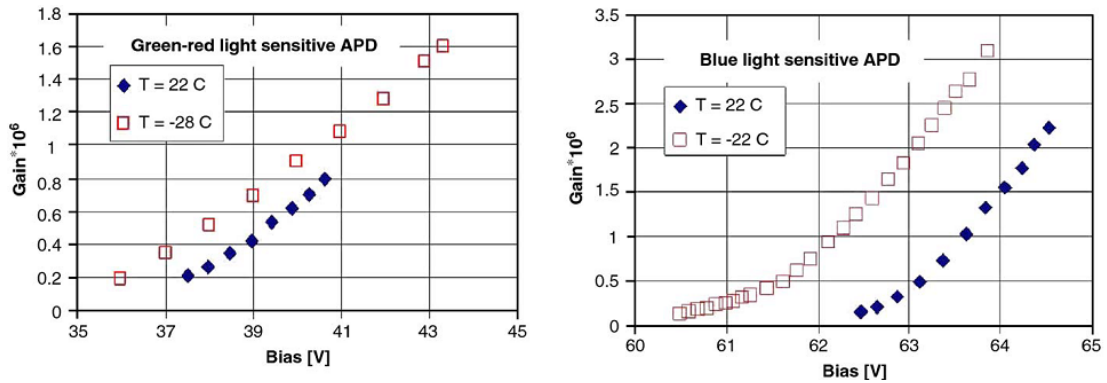 Green-red light sensitive APD
T = 22 C
T = -28 C
Gain*10⁶
1.8
1.6
1.4
1.2
1
0.8
0.6
0.4
0.2
0
35 37 39 41 43 45
Bias [V]
Blue light sensitive APD
T = 22 C
T = -22 C
Gain*10⁶
3.5
3
2.5
2
1.5
1
0.5
0
60 61 62 63 64 65
Bias [V]